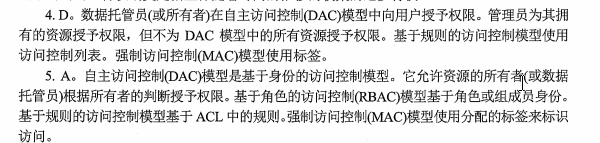 4. D。数据托管员(或所有者)在自主访问控制(DAC)模型中向用户授予权限。管理员为其拥
有的资源授予权限，但不为 DAC 模型中的所有资源授予权限。基于规则的访问控制模型使用
访问控制列表。强制访问控制(MAC)模型使用标签。
5. A。自主访问控制(DAC)模型是基于身份的访问控制模型。它允许资源的所有者(或数据
托管员)根据所有者的判断授予权限。基于角色的访问控制(RBAC)模型基于角色或组成员身份。
基于规则的访问控制模型基于 ACL 中的规则。强制访问控制(MAC)模型使用分配的标签来标识
访问。